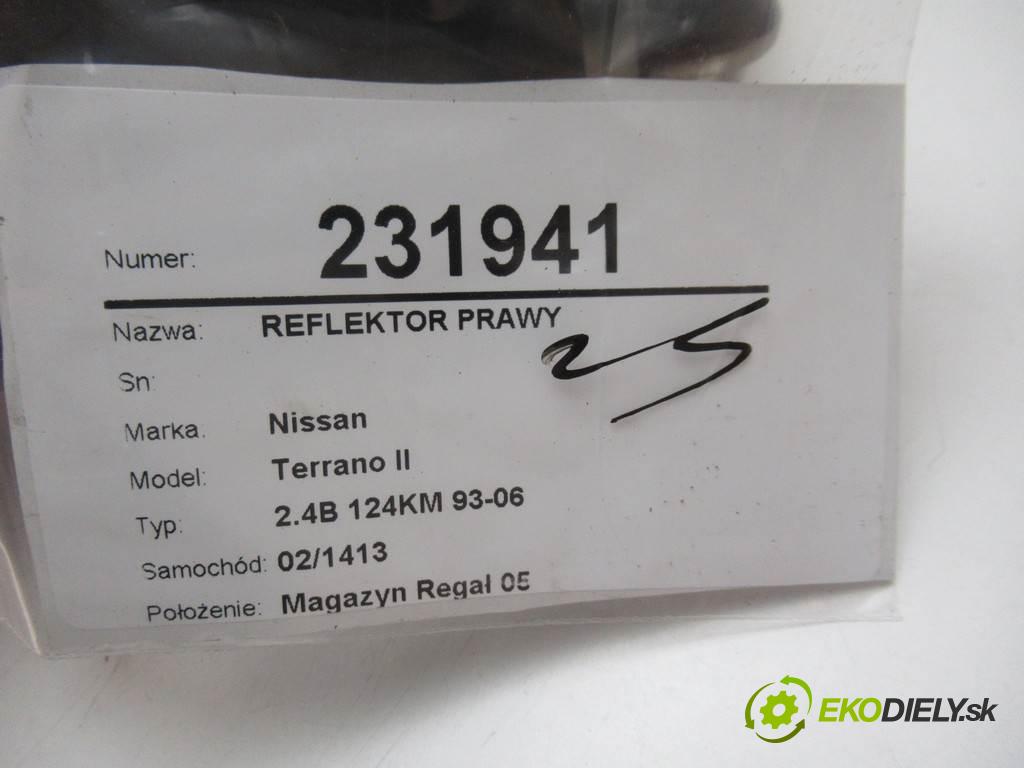 Numer: 231941
Nazwa: REFLEKTOR PRAWY
25
Sn:
Marka: Nissan
Model: Terrano II
Typ: 2.4B 124KM 93-06
Samochód: 02/1413
Położenie: Magazyn Regał 05
EKODIELY.sk